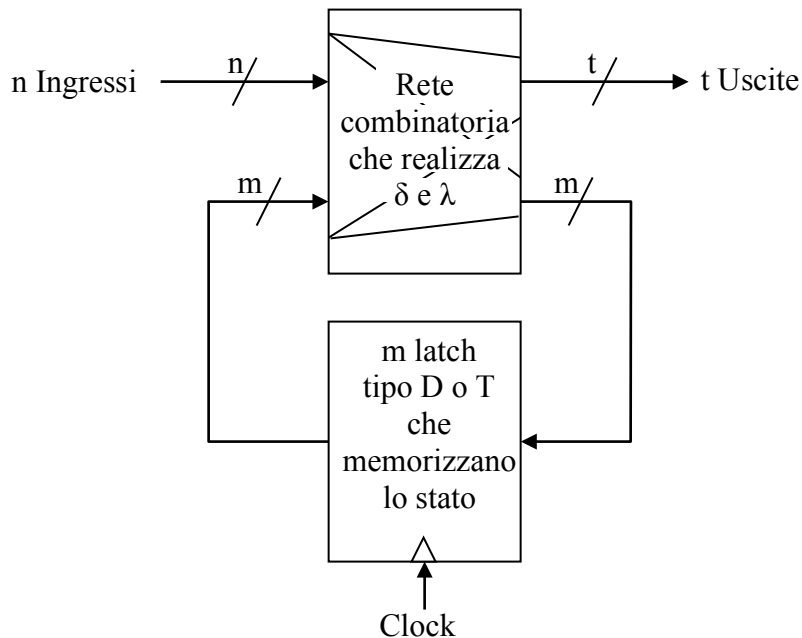 n Ingressi
n
t
t Uscite
Rete
combinatoria
che realizza
δ e λ
m
m
m latch
tipo D o T
che
memorizzano
lo stato
Clock